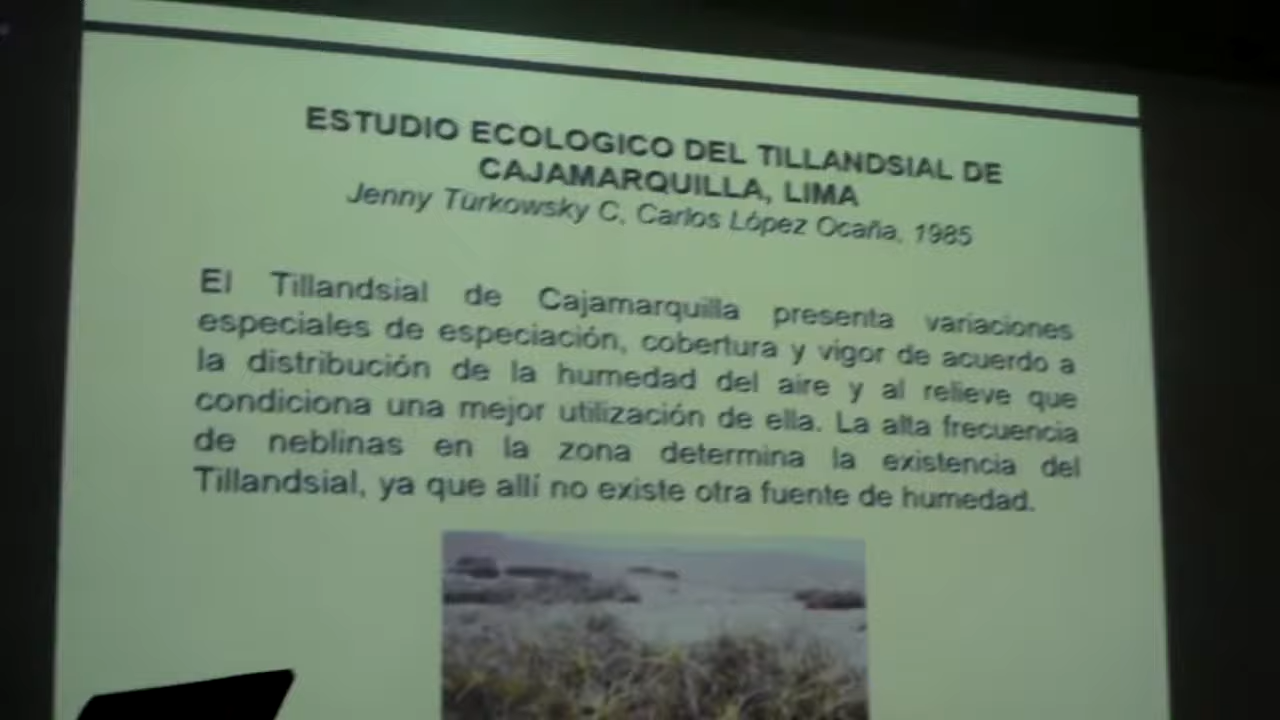 ESTUDIO ECOLOGICO DEL TILLANDSIAL DE
CAJAMARQUILLA, LIMA
Jenny Türkowsky C, Carlos López Ocaña, 1985
El Tillandsial de Cajamarquilla presenta variaciones
especiales de especiación, cobertura y vigor de acuerdo a
la distribución de la humedad del aire y al relieve que
condiciona una mejor utilización de ella. La alta frecuencia
de neblinas en la zona determina la existencia del
Tillandsial, ya que allí no existe otra fuente de humedad.